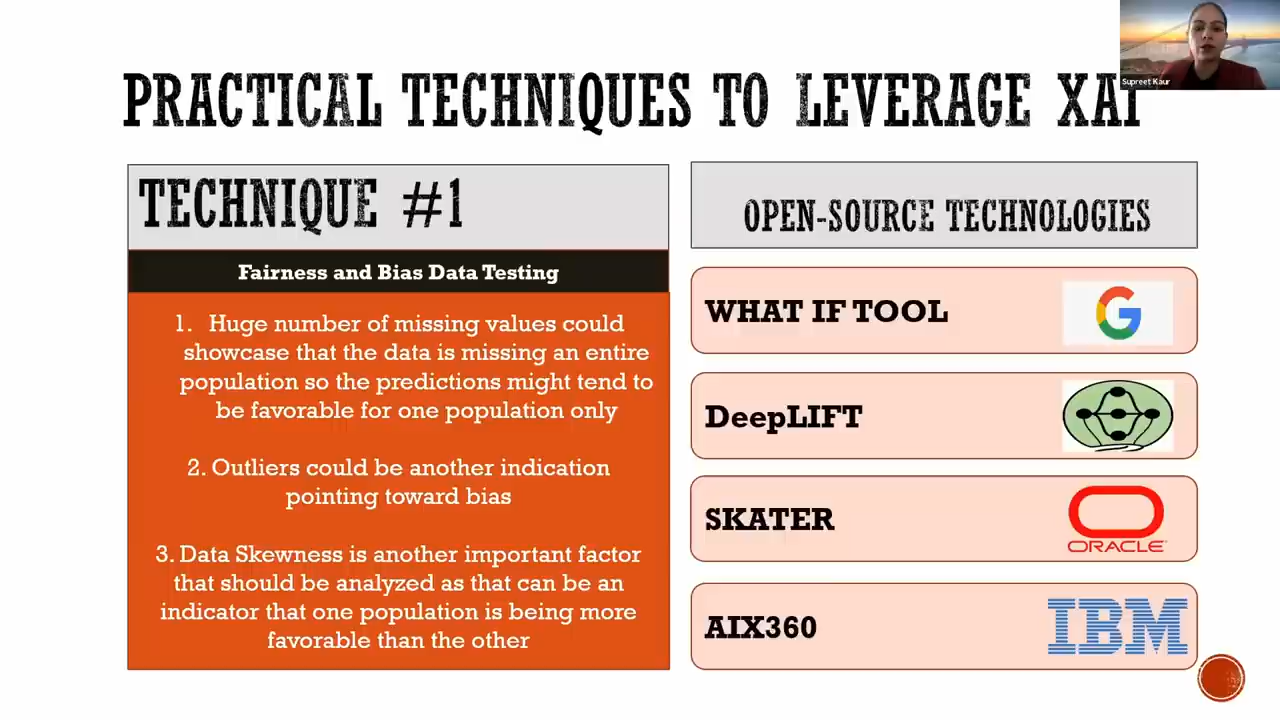 Supreet Kaur
PRACTICAL TECHNIQUES TO LEVERAGE XAI
TECHNIQUE #1
Fairness and Bias Data Testing
1. Huge number of missing values could
showcase that the data is missing an entire
population so the predictions might tend to
be favorable for one population only
2. Outliers could be another indication
pointing toward bias
3. Data Skewness is another important factor
that should be analyzed as that can be an
indicator that one population is being more
favorable than the other
OPEN-SOURCE TECHNOLOGIES
WHAT IF TOOL
G
DeepLIFT
SKATER
ORACLE
AIX360
IBM